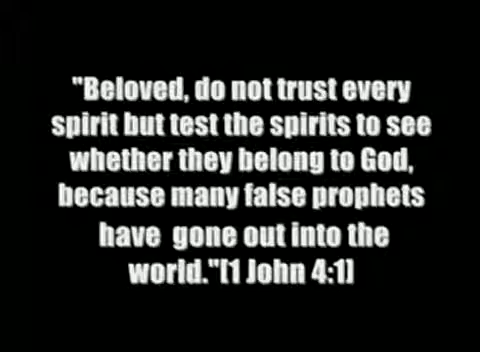 "Beloved, do not trust every
spirit but test the spirits to see
whether they belong to God,
because many false prophets
have gone out into the
world."[1 John 4:1]